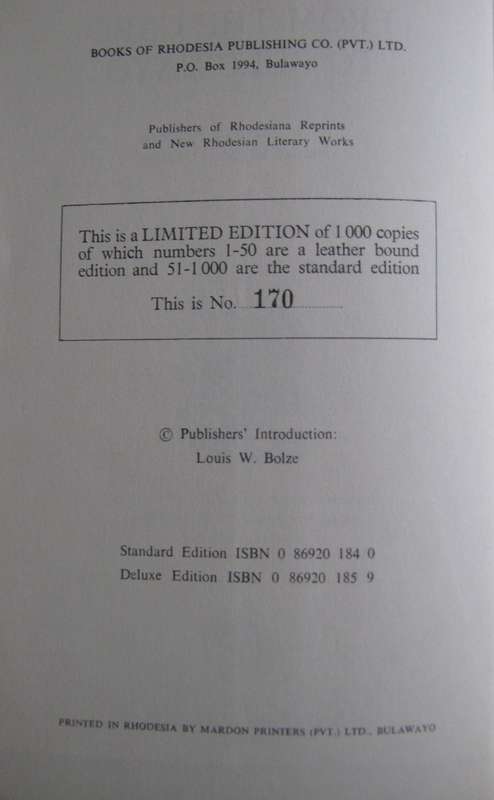 BOOKS OF RHODESIA PUBLISHING CO. (PVT.) LTD.
P.O. Box 1994, Bulawayo
Publishers of Rhodesiana Reprints
and New Rhodesian Literary Works
This is a LIMITED EDITION of 1 000 copies
of which numbers 1-50 are a leather bound
edition and 51-1 000 are the standard edition
This is No. 170
© Publishers' Introduction:
Louis W. Bolze
Standard Edition ISBN 0 86920 184 0
Deluxe Edition ISBN 0 86920 185 9
PRINTED IN RHODESIA BY MARDON PRINTERS (PVT.) LTD., BULAWAYO